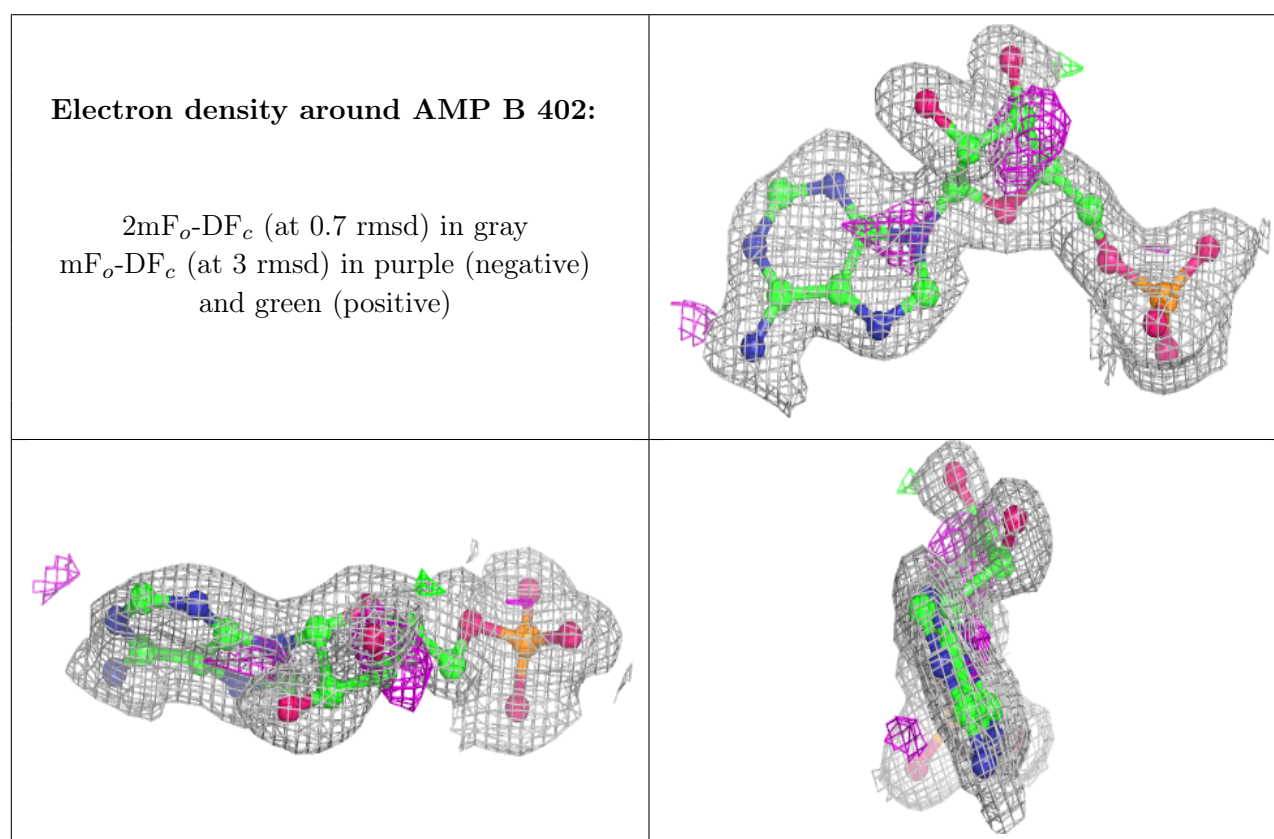 Electron density around AMP B 402:
2mFo-DFc (at 0.7 rmsd) in gray
mFo-DFc (at 3 rmsd) in purple (negative)
and green (positive)